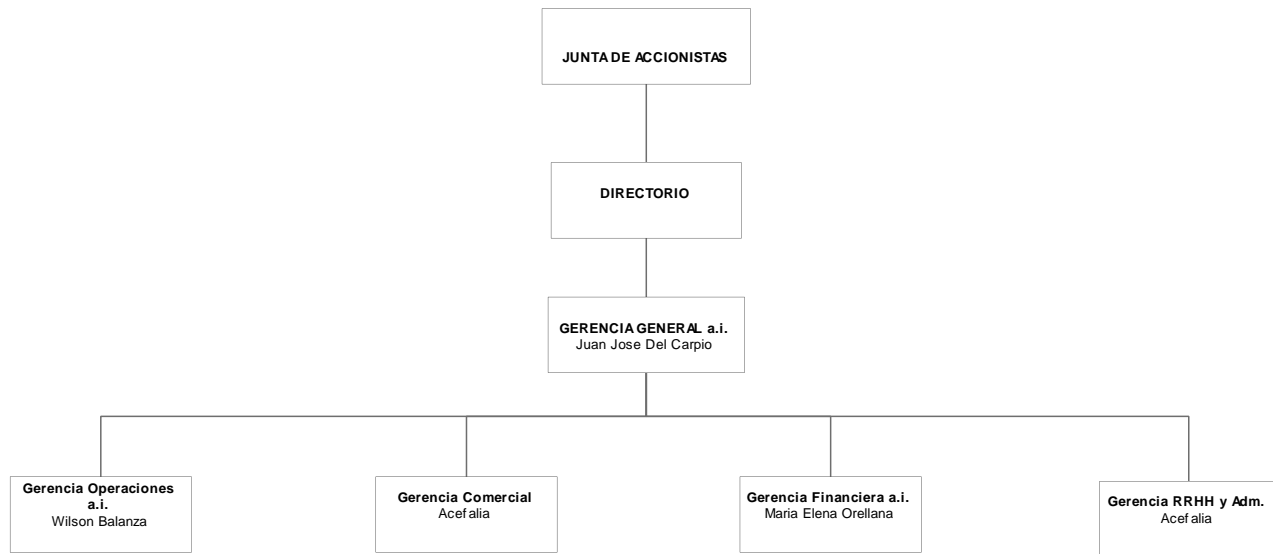 JUNTA DE ACCIONISTAS
DIRECTORIO
GERENCIA GENERAL a.i.
Juan Jose Del Carpio
Gerencia Operaciones
a.i.
Wilson Balanza
Gerencia Comercial
Acefalia
Gerencia Financiera a.i.
Maria Elena Orellana
Gerencia RRHH y Adm.
Acefalia